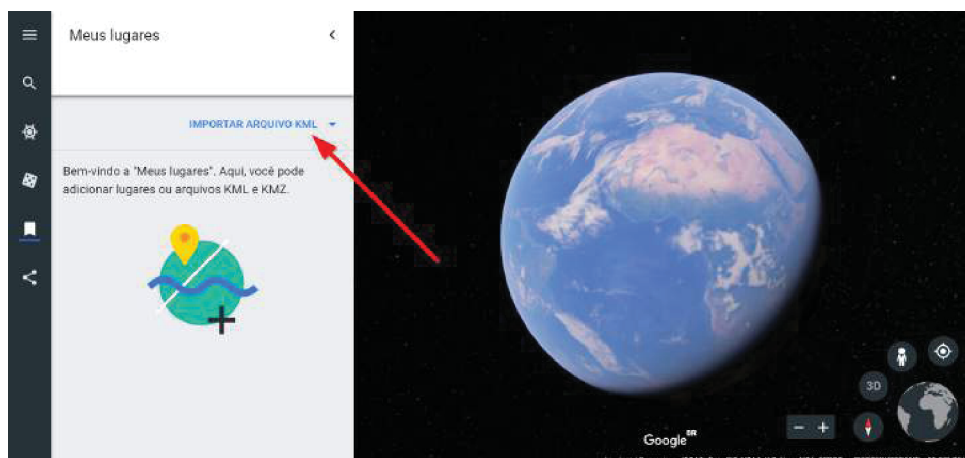 Meus lugares
IMPORTAR ARQUIVO KML
Bem-vindo a "Meus lugares". Aqui, você pode
adicionar lugares ou arquivos KML e KMZ.
3D
Google BR